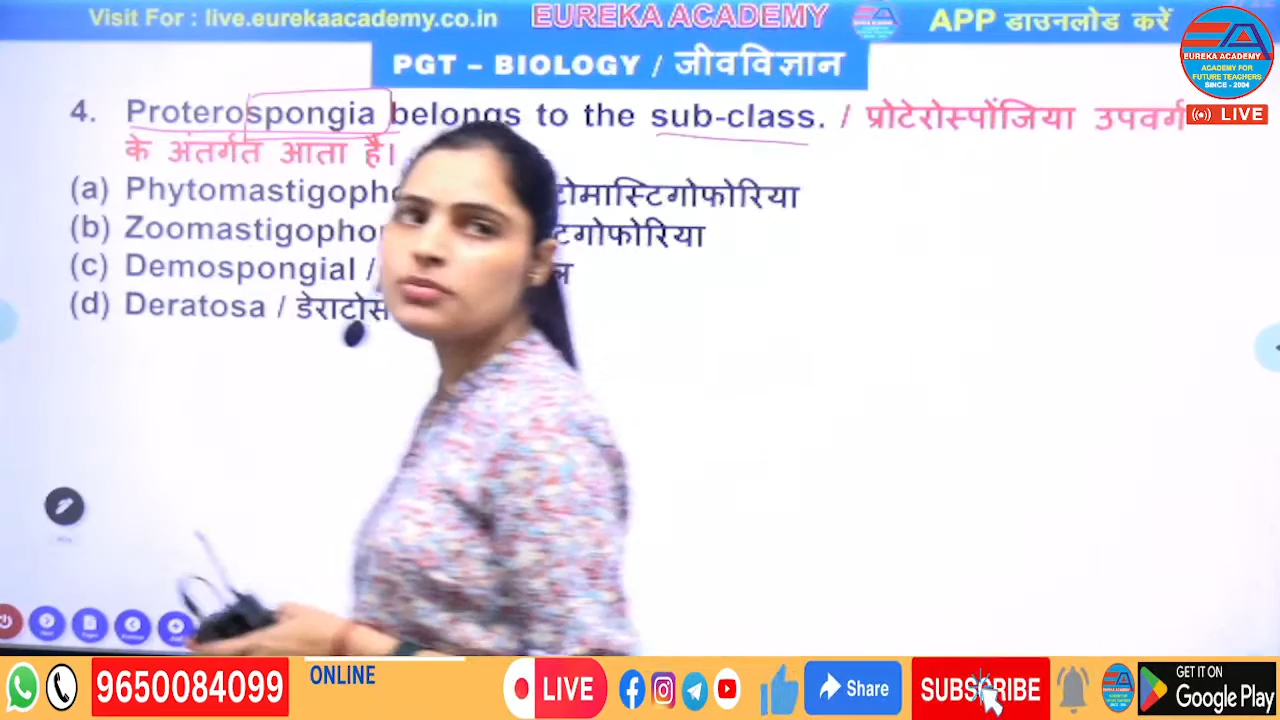 Visit For : live.eurekaacademy.co.in
EUREKA ACADEMY
APP डाउनलोड करें
EUREKA ACADEMY
ACADEMY FOR
FUTURE TEACHERS
SINCE - 2004
LIVE
PGT – BIOLOGY / जीवविज्ञान
4. Proterospongia belongs to the sub-class. / प्रोटेरोस्पोंजिया उपवर्ग
के अंतर्गत आता है।
(a) Phytomastigopho टोमास्टिगोफोरिया
(b) Zoomastigopho टिगोफोरिया
(c) Demospongial /
(d) Deratosa / डेराटोस
9650084099
ONLINE
LIVE
Share
SUBSCRIBE
GET IT ON
Google Play